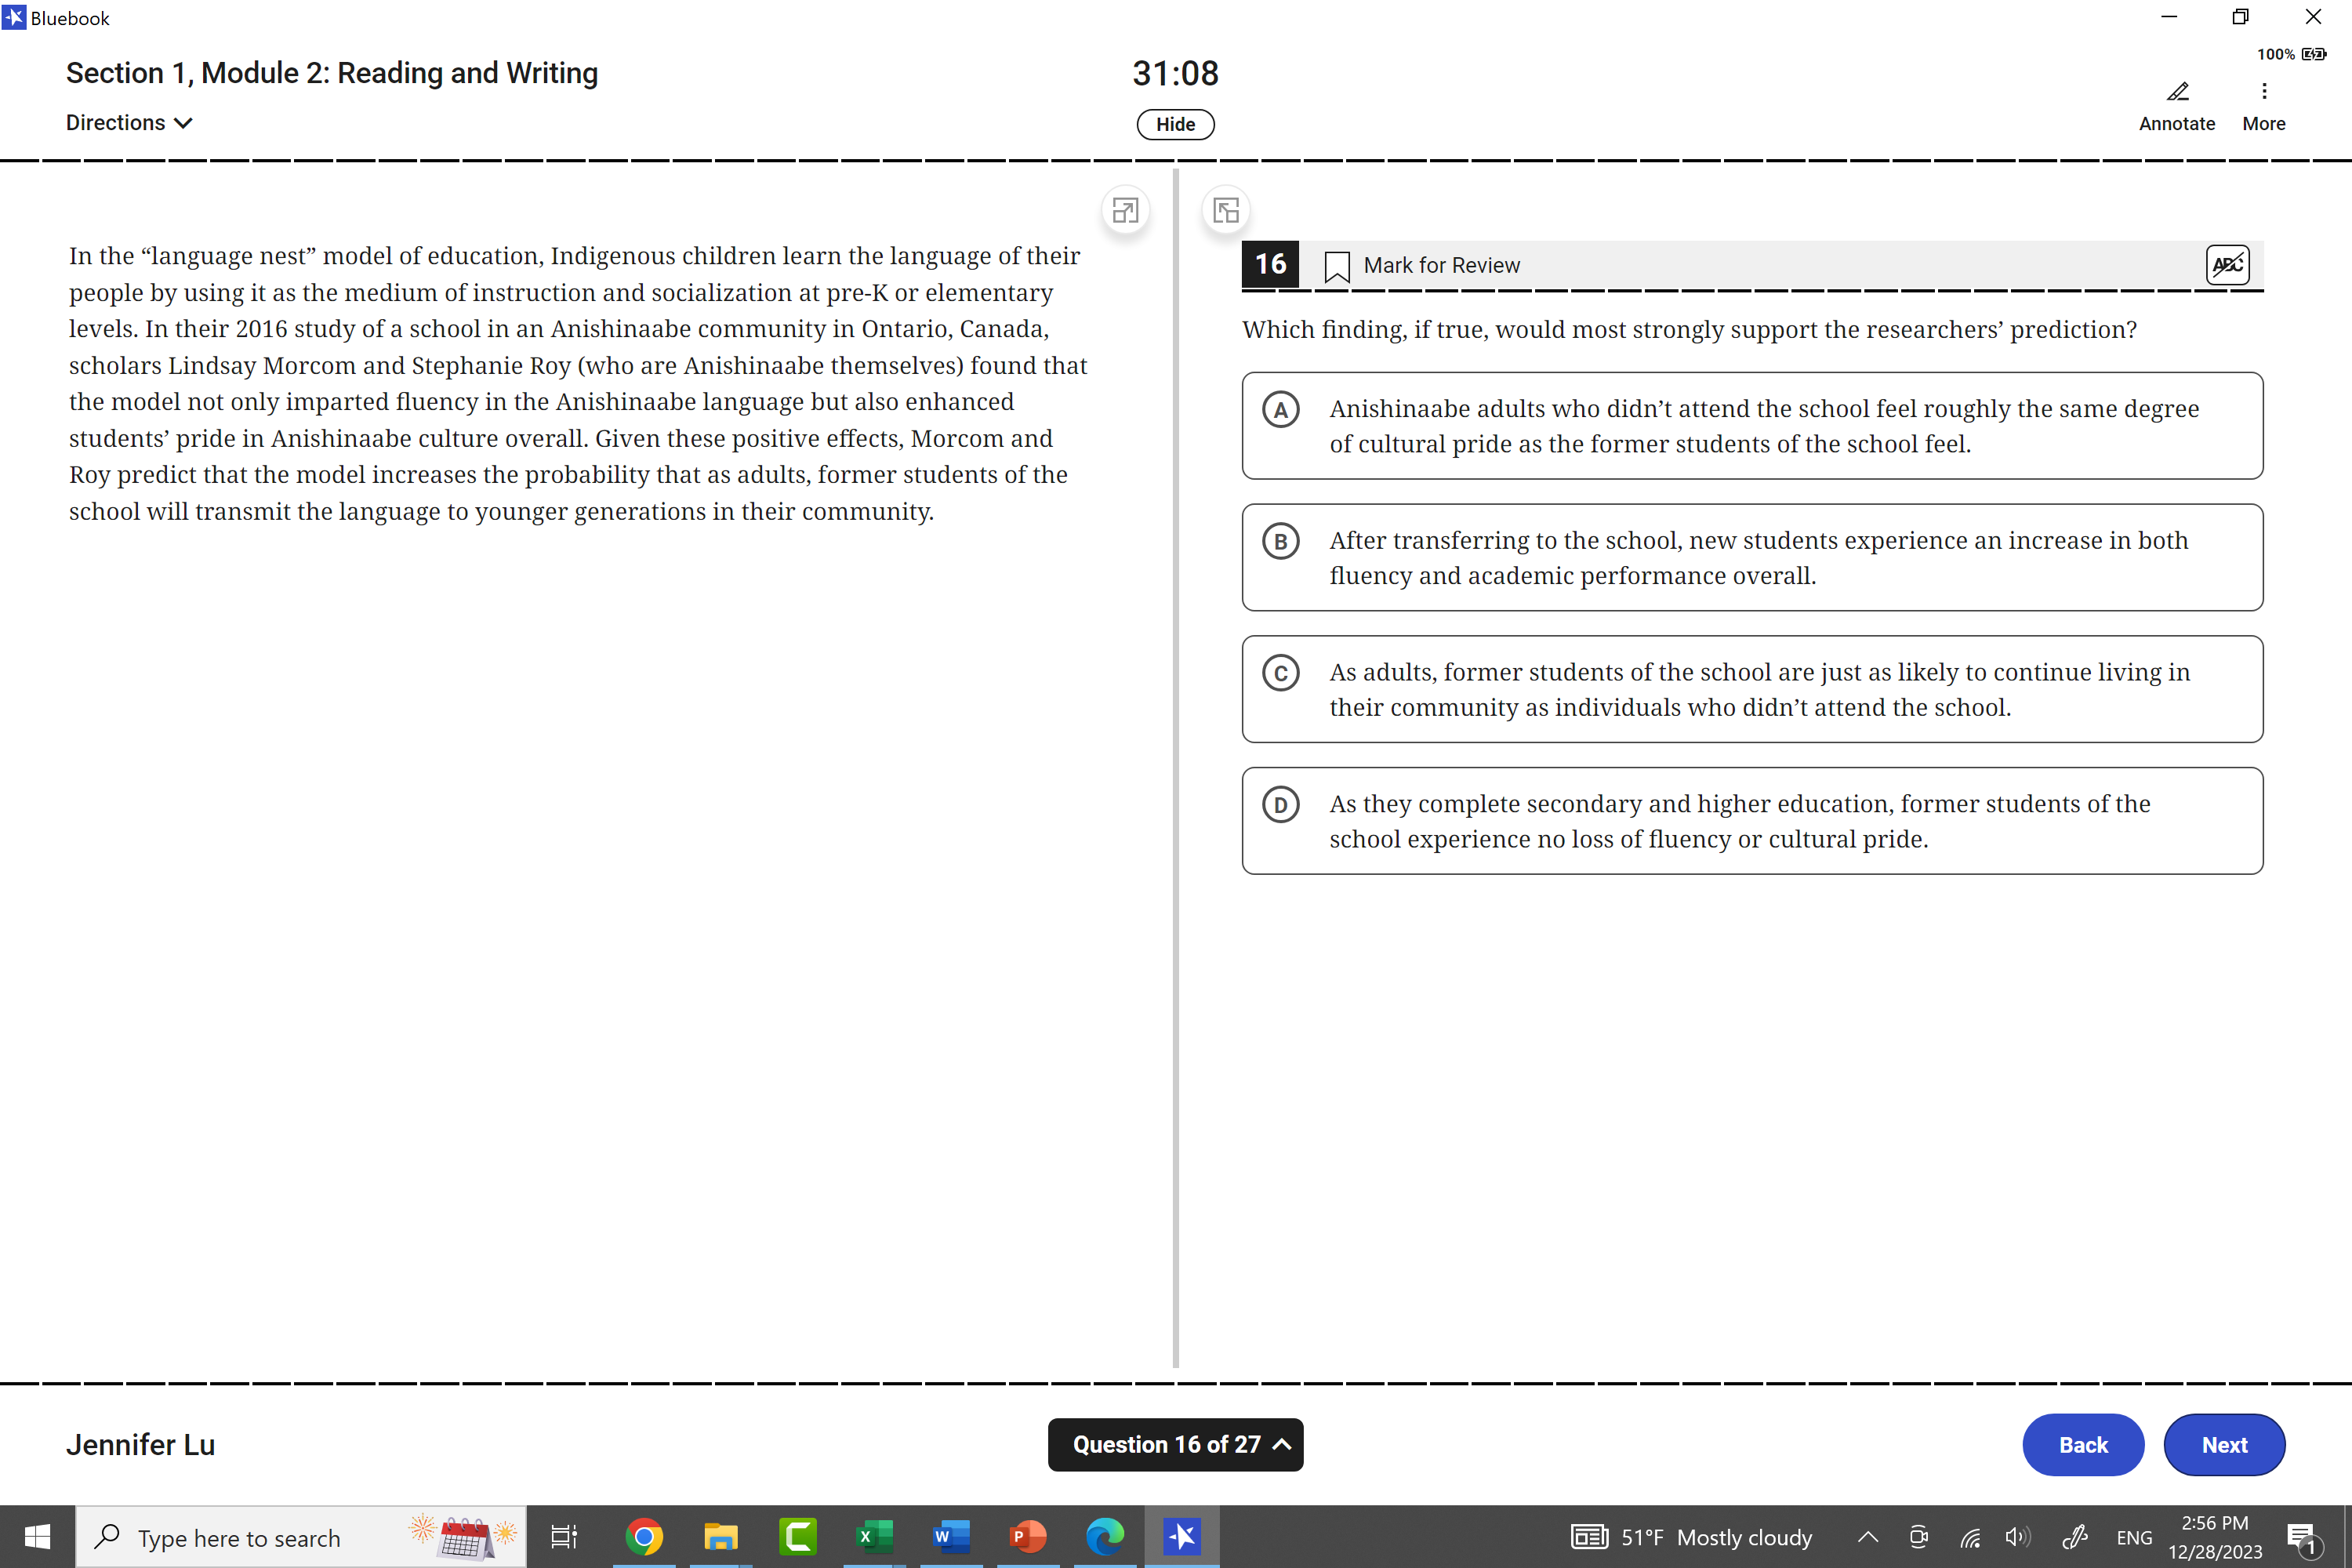 Bluebook
Section 1, Module 2: Reading and Writing
Directions
31:08
Hide
100%
Annotate
More
In the “language nest” model of education, Indigenous children learn the language of their
people by using it as the medium of instruction and socialization at pre-K or elementary
levels. In their 2016 study of a school in an Anishinaabe community in Ontario, Canada,
scholars Lindsay Morcom and Stephanie Roy (who are Anishinaabe themselves) found that
the model not only imparted fluency in the Anishinaabe language but also enhanced
students’ pride in Anishinaabe culture overall. Given these positive effects, Morcom and
Roy predict that the model increases the probability that as adults, former students of the
school will transmit the language to younger generations in their community.
16
Mark for Review
ABC
Which finding, if true, would most strongly support the researchers’ prediction?
A
Anishinaabe adults who didn’t attend the school feel roughly the same degree
of cultural pride as the former students of the school feel.
B
After transferring to the school, new students experience an increase in both
fluency and academic performance overall.
C
As adults, former students of the school are just as likely to continue living in
their community as individuals who didn’t attend the school.
D
As they complete secondary and higher education, former students of the
school experience no loss of fluency or cultural pride.
Jennifer Lu
Question 16 of 27
Back
Next
Type here to search
X
W
P
51°F Mostly cloudy
ENG
2:56 PM
12/28/2023
1